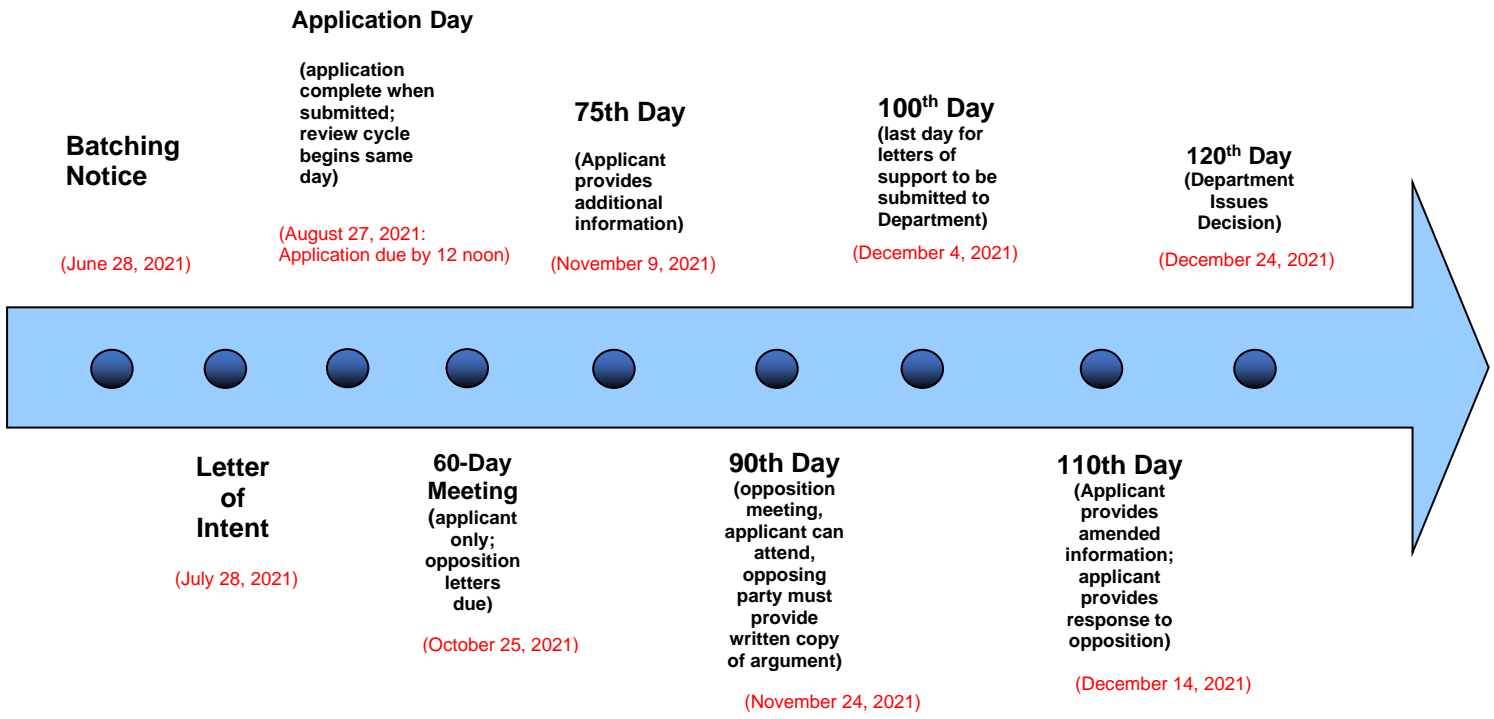 Application Day
(application
complete when
submitted;
review cycle
begins same
day)
(August 27, 2021:
Application due by 12 noon)
Batching
Notice
(June 28, 2021)
75th Day
(Applicant
provides
additional
information)
(November 9, 2021)
100th Day
(last day for
letters of
support to be
submitted to
Department)
(December 4, 2021)
120th Day
(Department
Issues
Decision)
(December 24, 2021)
Letter
of
Intent
(July 28, 2021)
60-Day
Meeting
(applicant
only;
opposition
letters
due)
(October 25, 2021)
90th Day
(opposition
meeting,
applicant can
attend,
opposing
party must
provide
written copy
of argument)
(November 24, 2021)
110th Day
(Applicant
provides
amended
information;
applicant
provides
response to
opposition)
(December 14, 2021)